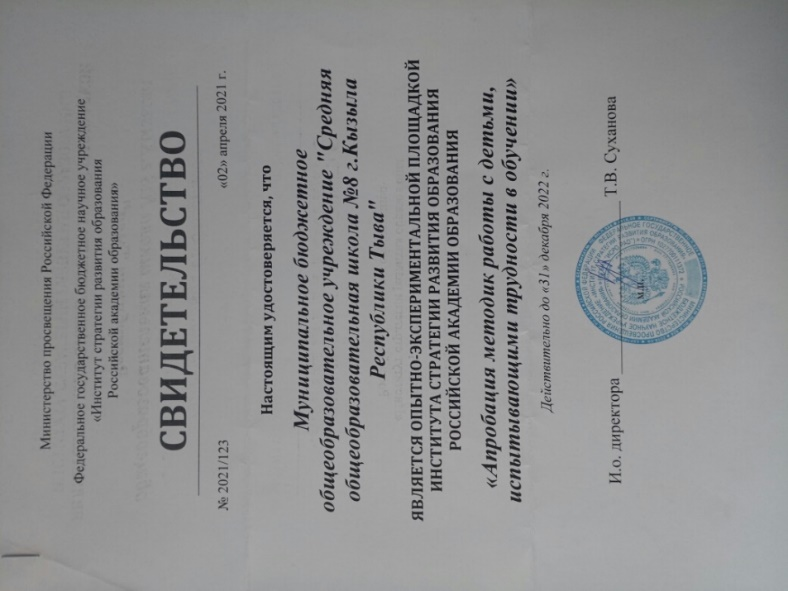 Министерство просвещения Российской Федерации
Федеральное государственное бюджетное научное учреждение
«Институт стратегии развития образования
Российской академии образования»
СВИДЕТЕЛЬСТВО
№ 2021/123 «02» апреля 2021 г.
Настоящим удостоверяется, что
Муниципальное бюджетное
общеобразовательное учреждение "Средняя
общеобразовательная школа №8 г.Кызыла
Республики Тыва"
ЯВЛЯЕТСЯ ОПЫТНО-ЭКСПЕРИМЕНТАЛЬНОЙ ПЛОЩАДКОЙ
ИНСТИТУТА СТРАТЕГИИ РАЗВИТИЯ ОБРАЗОВАНИЯ
РОССИЙСКОЙ АКАДЕМИИ ОБРАЗОВАНИЯ
«Апробация методик работы с детьми,
испытывающими трудности в обучении»
Действительно до «31» декабря 2022 г.
И.о. директора Т.В. Суханова
М.П.